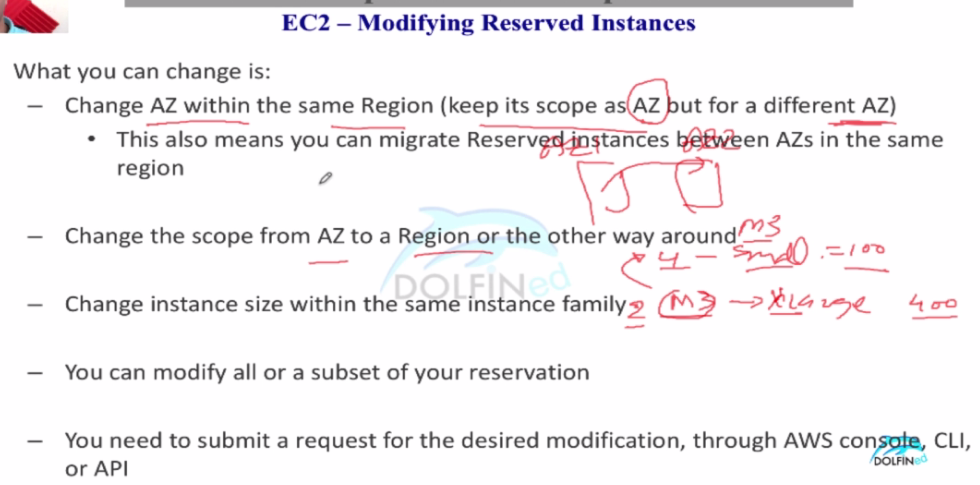 EC2 – Modifying Reserved Instances
What you can change is:
– Change AZ within the same Region (keep its scope as AZ but for a different AZ)
• This also means you can migrate Reserved instances between AZs in the same
region
– Change the scope from AZ to a Region or the other way around
M3
4 – small = 100
– Change instance size within the same instance family
2 M3 → xLarge 400
– You can modify all or a subset of your reservation
– You need to submit a request for the desired modification, through AWS console, CLI,
or API
DOLFINed
DOLFINed